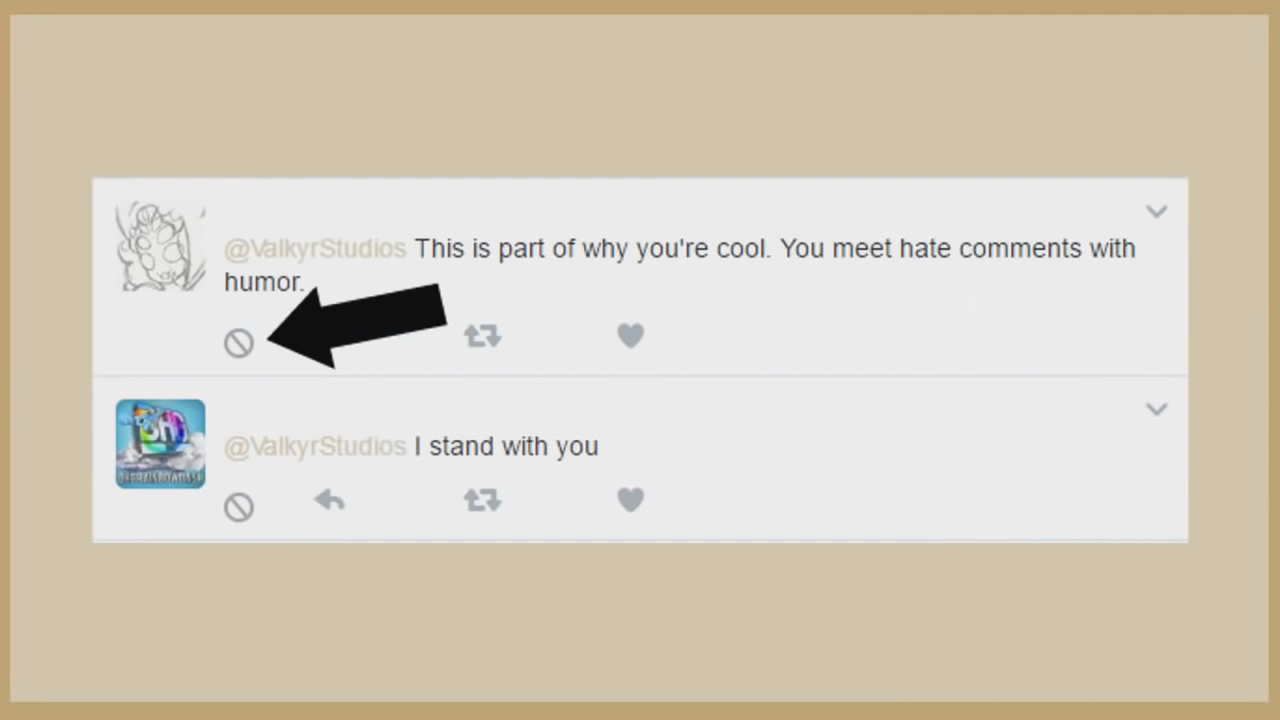 @ValkyrStudios This is part of why you're cool. You meet hate comments with
humor.
@ValkyrStudios I stand with you